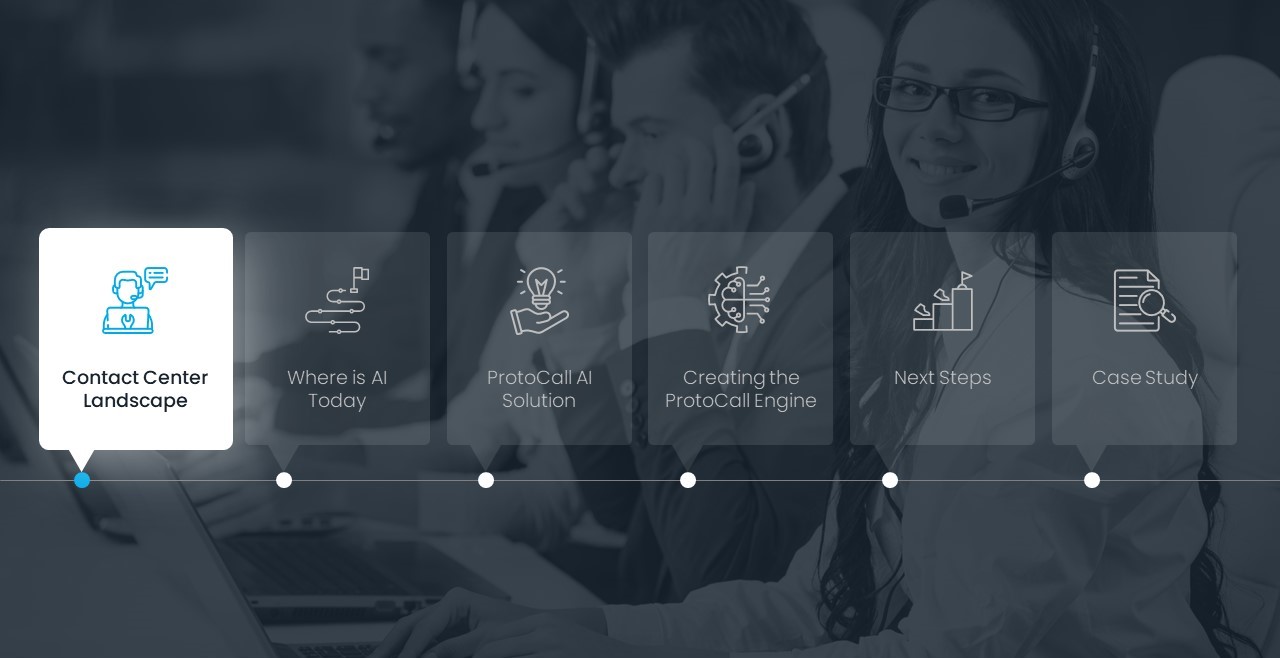 Contact Center
Landscape
Where is AI
Today
ProtoCall AI
Solution
Creating the
ProtoCall Engine
Next Steps
Case Study